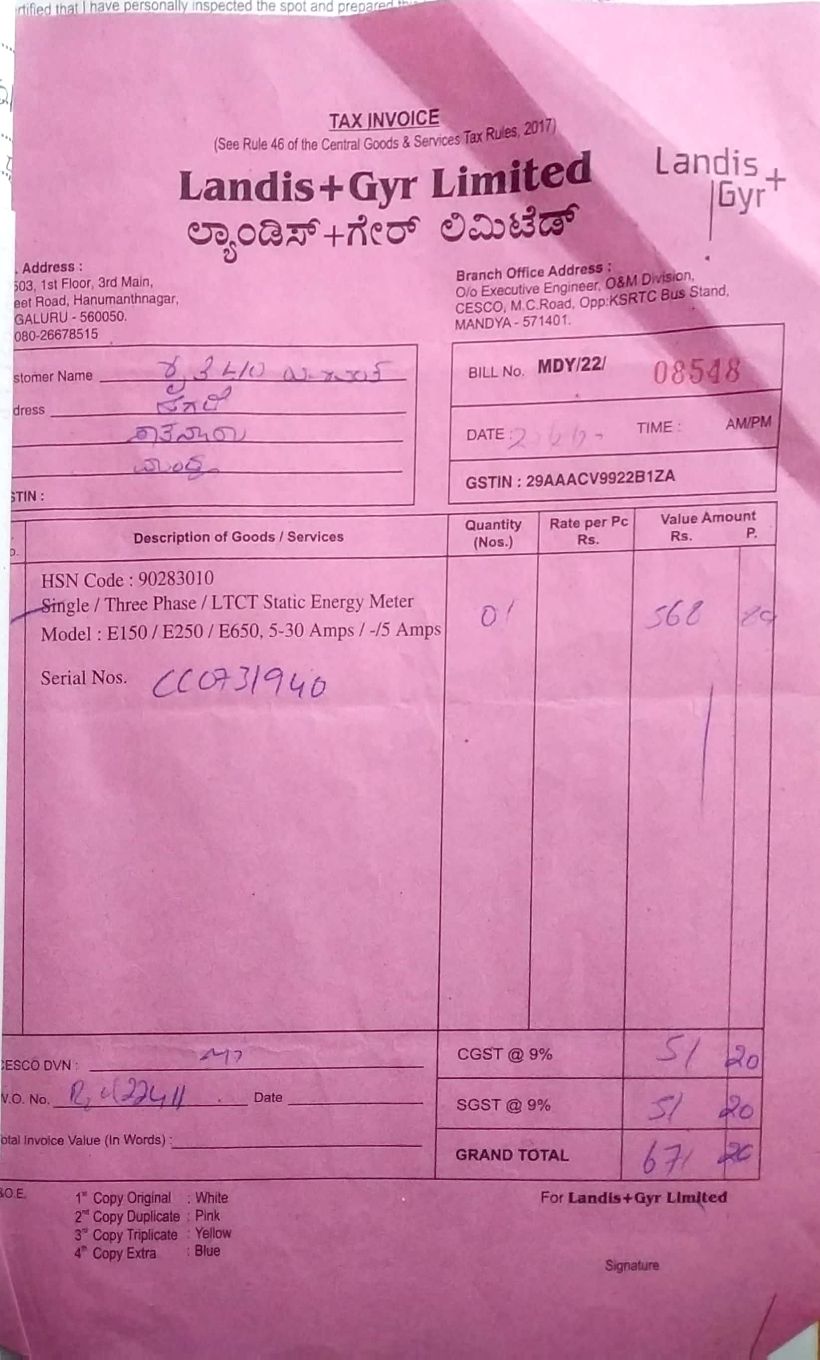 rtified that I have personally inspected the spot and prepared
TAX INVOICE
(See Rule 46 of the Central Goods & Services Tax Rules, 2017)
Landis+Gyr Limited
ಲ್ಯಾಂಡಿಸ್+ಗೇರ್ ಲಿಮಿಟೆಡ್
Landis
Gyr+
. Address :
503, 1st Floor, 3rd Main,
eet Road, Hanumanthnagar,
GALURU - 560050.
080-26678515
Branch Office Address :
O/o Executive Engineer, O&M Division,
CESCO, M.C.Road, Opp:KSRTC Bus Stand,
MANDYA - 571401.
stomer Name
dress
STIN :
BILL No. MDY/22/ 08548
DATE : TIME : AM/PM
GSTIN : 29AAACV9922B1ZA
Description of Goods / Services
Quantity (Nos.)
Rate per Pc Rs.
Value Amount Rs. P.
HSN Code : 90283010
Single / Three Phase / LTCT Static Energy Meter
Model : E150 / E250 / E650, 5-30 Amps / -/5 Amps
01 568
Serial Nos. CC0731940
CESCO DVN :
V.O. No. Date
otal Invoice Value (In Words) :
CGST @ 9% 51 20
SGST @ 9% 51 20
GRAND TOTAL 671
&O.E.
1st Copy Original : White
2nd Copy Duplicate : Pink
3rd Copy Triplicate : Yellow
4th Copy Extra : Blue
For Landis+Gyr Limited
Signature